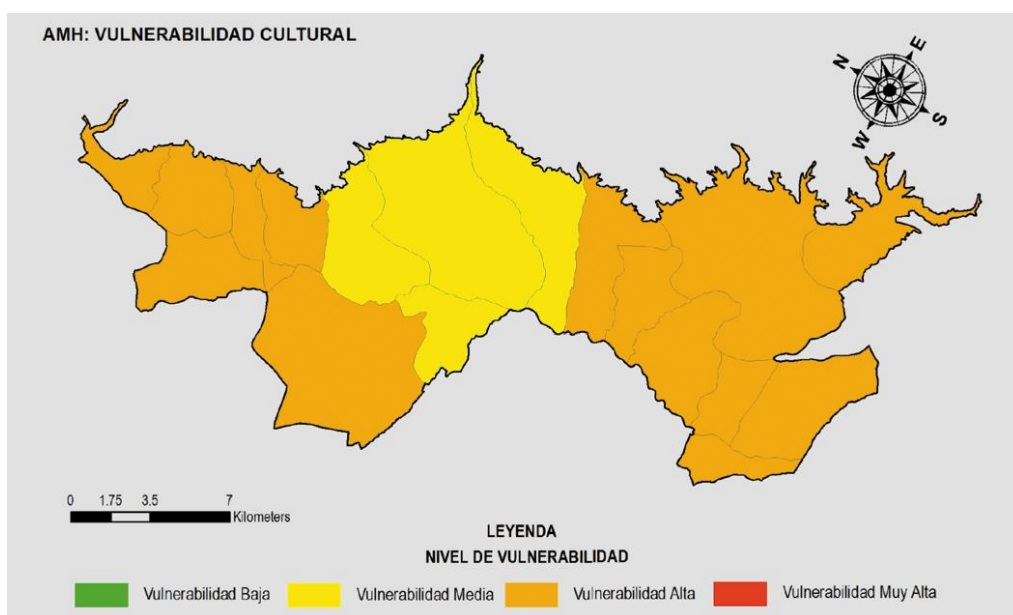 AMH: VULNERABILIDAD CULTURAL
N
E
W
S
0 1.75 3.5 7
Kilometers
LEYENDA
NIVEL DE VULNERABILIDAD
Vulnerabilidad Baja Vulnerabilidad Media Vulnerabilidad Alta Vulnerabilidad Muy Alta